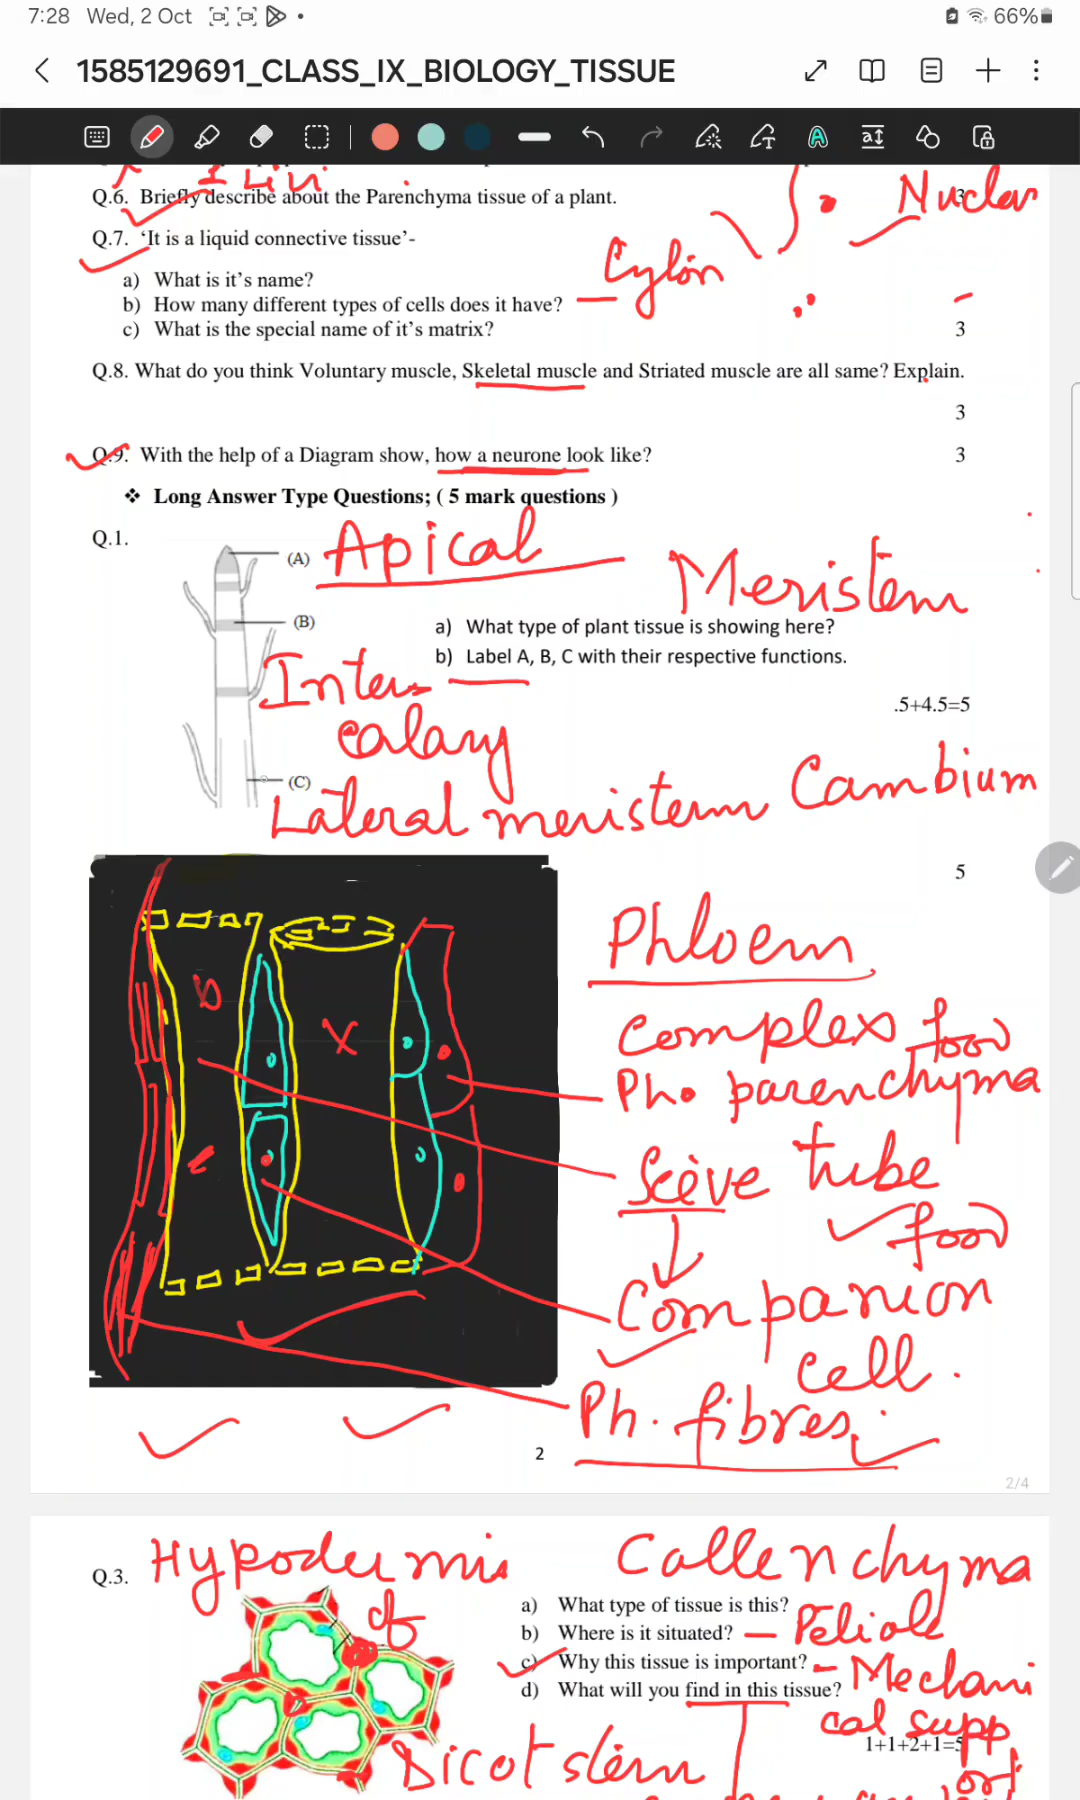 7:28 Wed, 2 Oct
66%
1585129691_CLASS_IX_BIOLOGY_TISSUE
Q.6. Briefly describe about the Parenchyma tissue of a plant.
3
Q.7. ‘It is a liquid connective tissue’-
a) What is it’s name?
b) How many different types of cells does it have?
c) What is the special name of it’s matrix?
3
Q.8. What do you think Voluntary muscle, Skeletal muscle and Striated muscle are all same? Explain.
3
Q.9. With the help of a Diagram show, how a neurone look like?
3
❖ Long Answer Type Questions; ( 5 mark questions )
Q.1.
(A) Apical
Meristem
(B)
a) What type of plant tissue is showing here?
b) Label A, B, C with their respective functions.
Inter
calary
.5+4.5=5
(C)
Lateral meristem Cambium
5
Phloem
Complex food
X
Ph. parenchyma
Seive tube
food
Companion
cell.
Ph. fibres
2
2/4
Hypodermis
Collenchyma
Q.3.
of
a) What type of tissue is this?
b) Where is it situated? – Petiole
c) Why this tissue is important? – Mechani
d) What will you find in this tissue?
cal supp
1+1+2+1=5
ort
Dicot stem